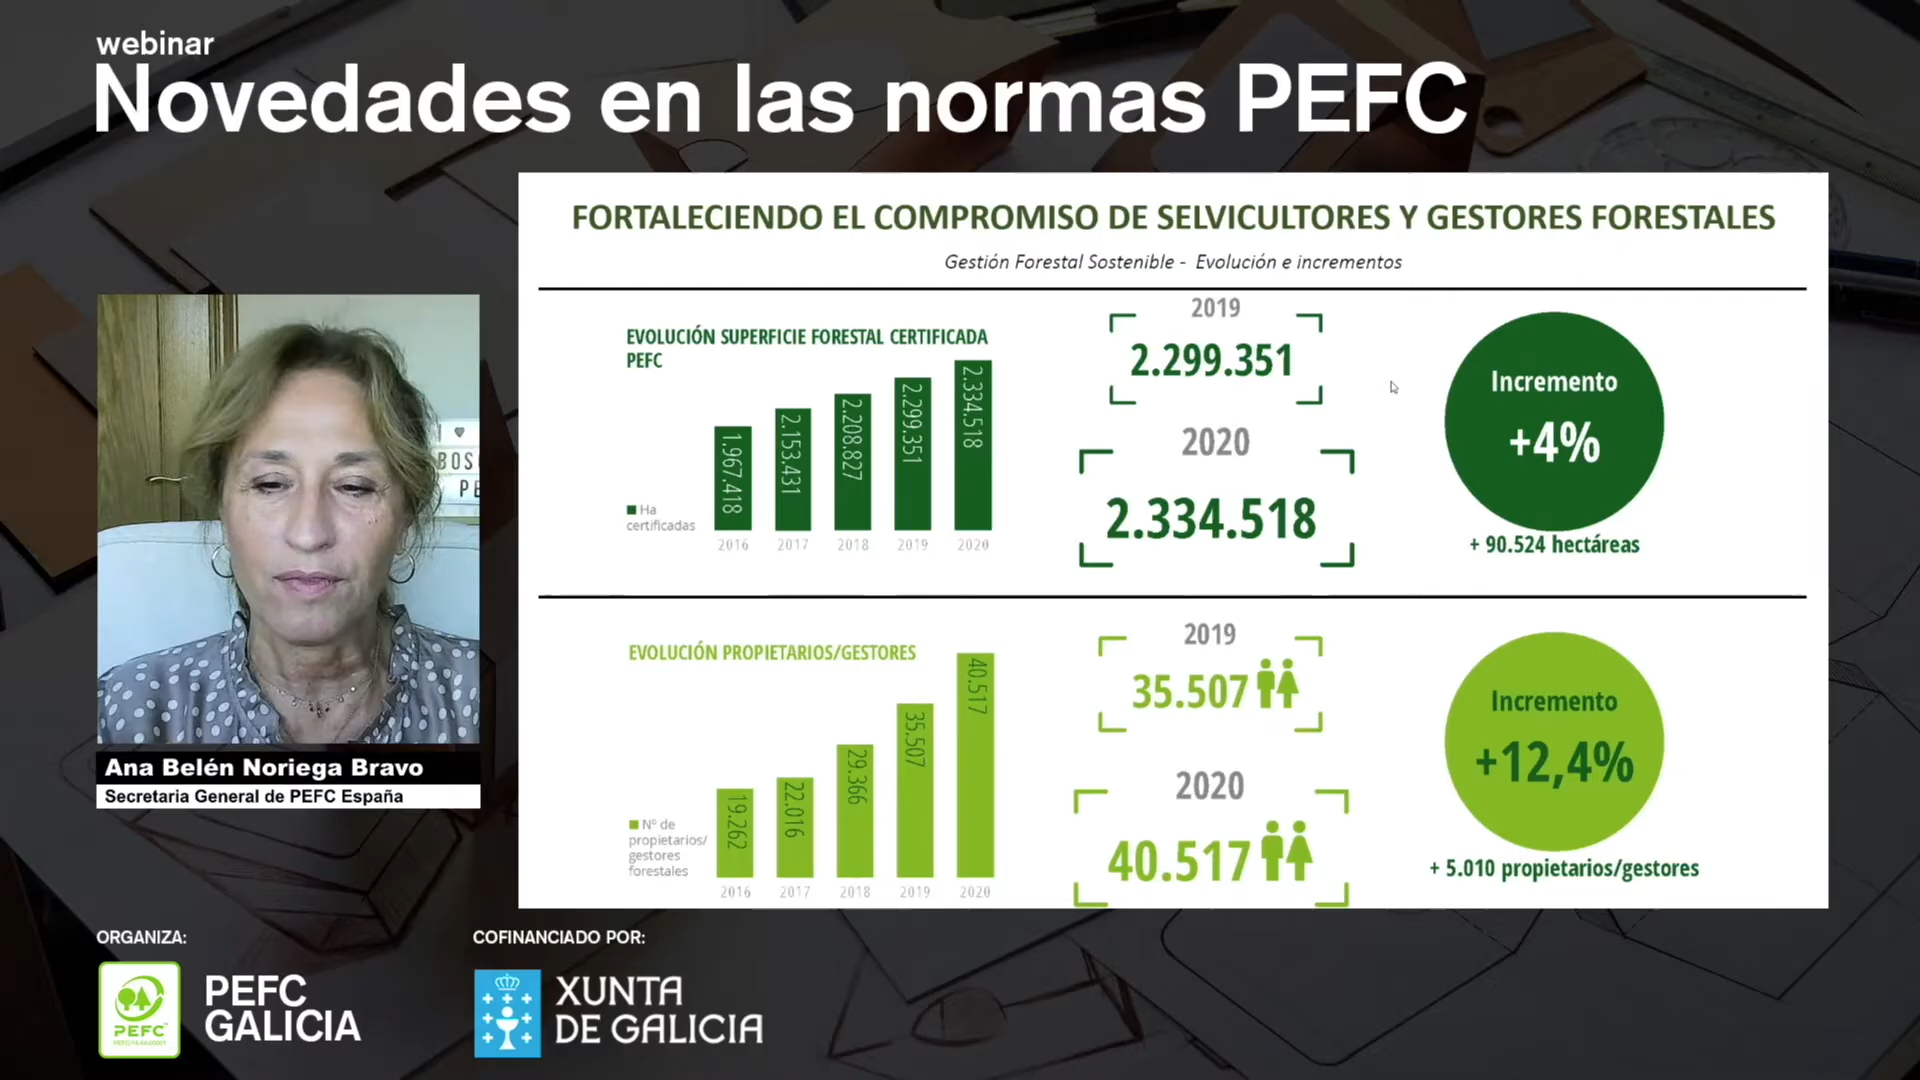 webinar
Novedades en las normas PEFC
FORTALECIENDO EL COMPROMISO DE SELVICULTORES Y GESTORES FORESTALES
Gestión Forestal Sostenible - Evolución e incrementos
EVOLUCIÓN SUPERFICIE FORESTAL CERTIFICADA
PEFC
Ha
certificadas
1.967.418
2.153.431
2.208.827
2.299.351
2.334.518
2016
2017
2018
2019
2020
2019
2.299.351
2020
2.334.518
Incremento
+4%
+ 90.524 hectáreas
EVOLUCIÓN PROPIETARIOS/GESTORES
Nº de
propietarios/
gestores
forestales
19.262
22.016
29.366
35.507
40.517
2016
2017
2018
2019
2020
2019
35.507
2020
40.517
Incremento
+12,4%
+ 5.010 propietarios/gestores
BOS
PE
Ana Belén Noriega Bravo
Secretaria General de PEFC España
ORGANIZA:
PEFC
PEFC
GALICIA
COFINANCIADO POR:
XUNTA
DE GALICIA